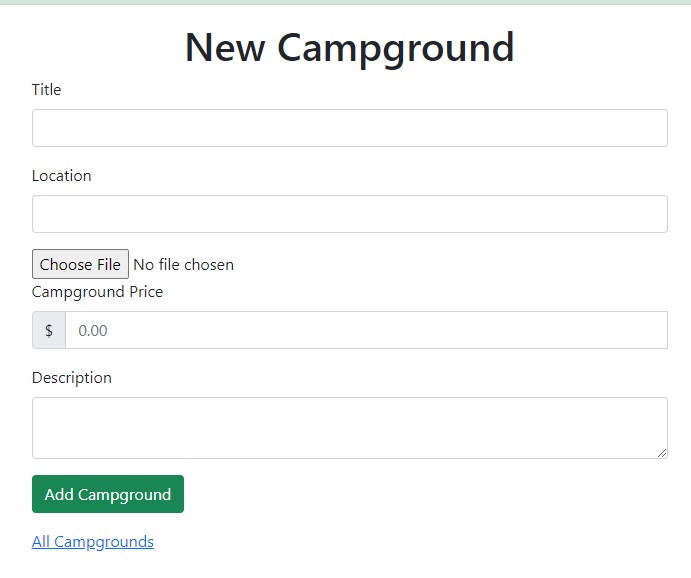 New Campground
Title
Location
Choose File No file chosen
Campground Price
$ 0.00
Description
Add Campground
All Campgrounds